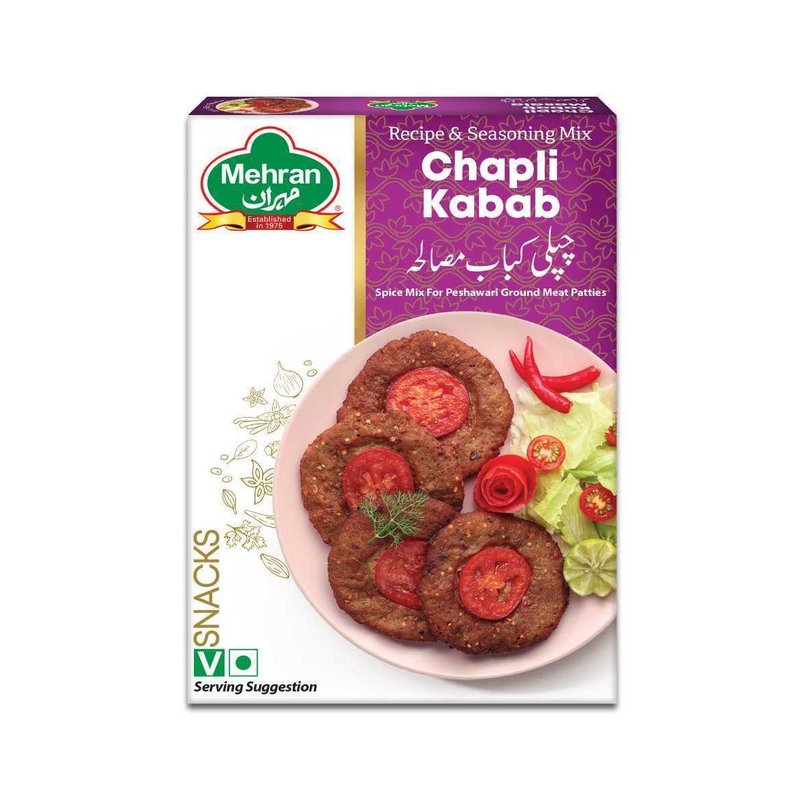 Mehran
مہران
®
Established
in 1975
Recipe & Seasoning Mix
Chapli
Kabab
چپلی کباب مصالحہ
Spice Mix For Peshawari Ground Meat Patties
SNACKS
V
Serving Suggestion
Mehran